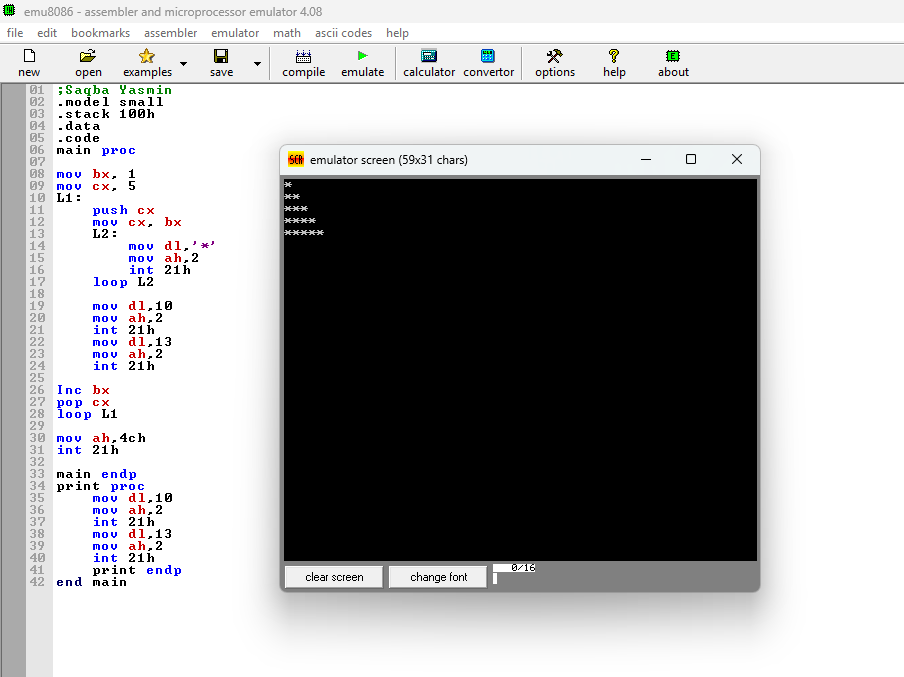 emu8086 - assembler and microprocessor emulator 4.08
file edit bookmarks assembler emulator math ascii codes help
new open examples save compile emulate calculator convertor options help about
01 ;Saqba Yasmin
02 .model small
03 .stack 100h
04 .data
05 .code
06 main proc
07
08 mov bx, 1
09 mov cx, 5
10 L1:
11 push cx
12 mov cx, bx
13 L2:
14 mov dl,'*'
15 mov ah,2
16 int 21h
17 loop L2
18
19 mov dl,10
20 mov ah,2
21 int 21h
22 mov dl,13
23 mov ah,2
24 int 21h
25
26 Inc bx
27 pop cx
28 loop L1
29
30 mov ah,4ch
31 int 21h
32
33 main endp
34 print proc
35 mov dl,10
36 mov ah,2
37 int 21h
38 mov dl,13
39 mov ah,2
40 int 21h
41 print endp
42 end main
SCR emulator screen (59x31 chars)
*
**
***
****
*****
clear screen change font 0/16